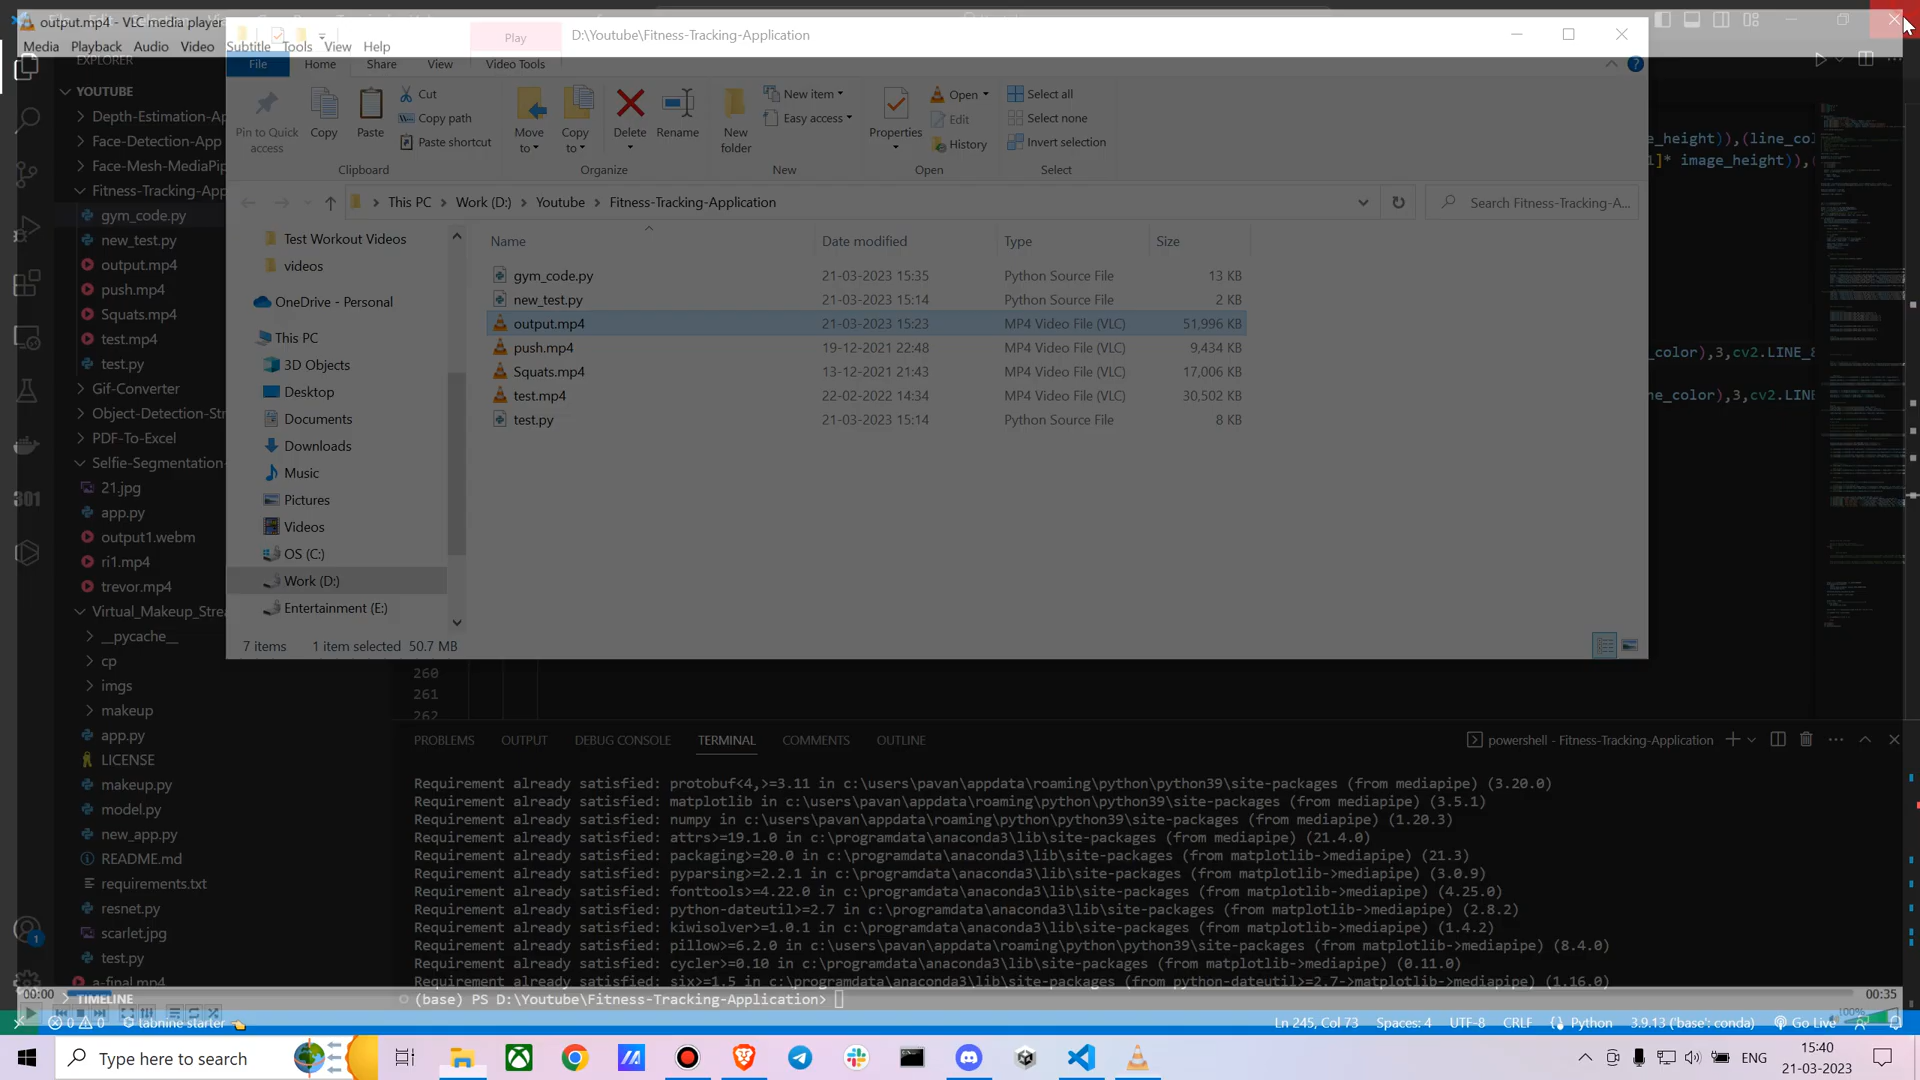 output.mp4 - VLC media player
Media Playback Audio Video Subtitle Tools View Help
Play
D:\Youtube\Fitness-Tracking-Application
File Home Share View Video Tools
EXPLORER
YOUTUBE
Depth-Estimation-Ap
Face-Detection-App
Face-Mesh-MediaPip
Fitness-Tracking-App
gym_code.py
new_test.py
output.mp4
push.mp4
Squats.mp4
test.mp4
test.py
Gif-Converter
Object-Detection-Str
PDF-To-Excel
Selfie-Segmentation-
21.jpg
app.py
output1.webm
ri1.mp4
trevor.mp4
Virtual_Makeup_Strea
__pycache__
cp
imgs
makeup
app.py
LICENSE
makeup.py
model.py
new_app.py
README.md
requirements.txt
resnet.py
scarlet.jpg
test.py
a-final.mp4
TIMELINE
301
1
Pin to Quick access
Copy
Paste
Cut
Copy path
Paste shortcut
Clipboard
Move to
Copy to
Delete
Rename
Organize
New folder
New item
Easy access
New
Properties
Open
Edit
History
Open
Select all
Select none
Invert selection
Select
This PC Work (D:) Youtube Fitness-Tracking-Application
Search Fitness-Tracking-A...
Test Workout Videos
videos
OneDrive - Personal
This PC
3D Objects
Desktop
Documents
Downloads
Music
Pictures
Videos
OS (C:)
Work (D:)
Entertainment (E:)
Name Date modified Type Size
gym_code.py 21-03-2023 15:35 Python Source File 13 KB
new_test.py 21-03-2023 15:14 Python Source File 2 KB
output.mp4 21-03-2023 15:23 MP4 Video File (VLC) 51,996 KB
push.mp4 19-12-2021 22:48 MP4 Video File (VLC) 9,434 KB
Squats.mp4 13-12-2021 21:43 MP4 Video File (VLC) 17,006 KB
test.mp4 22-02-2022 14:34 MP4 Video File (VLC) 30,502 KB
test.py 21-03-2023 15:14 Python Source File 8 KB
7 items 1 item selected 50.7 MB
e_height)),(line_col
1]* image_height)),(
_color),3,cv2.LINE_8
ne_color),3,cv2.LINE
260
261
262
PROBLEMS OUTPUT DEBUG CONSOLE TERMINAL COMMENTS OUTLINE
powershell - Fitness-Tracking-Application
Requirement already satisfied: protobuf<4,>=3.11 in c:\users\pavan\appdata\roaming\python\python39\site-packages (from mediapipe) (3.20.0)
Requirement already satisfied: matplotlib in c:\users\pavan\appdata\roaming\python\python39\site-packages (from mediapipe) (3.5.1)
Requirement already satisfied: numpy in c:\users\pavan\appdata\roaming\python\python39\site-packages (from mediapipe) (1.20.3)
Requirement already satisfied: attrs>=19.1.0 in c:\programdata\anaconda3\lib\site-packages (from mediapipe) (21.4.0)
Requirement already satisfied: packaging>=20.0 in c:\programdata\anaconda3\lib\site-packages (from matplotlib->mediapipe) (21.3)
Requirement already satisfied: pyparsing>=2.2.1 in c:\programdata\anaconda3\lib\site-packages (from matplotlib->mediapipe) (3.0.9)
Requirement already satisfied: fonttools>=4.22.0 in c:\programdata\anaconda3\lib\site-packages (from matplotlib->mediapipe) (4.25.0)
Requirement already satisfied: python-dateutil>=2.7 in c:\programdata\anaconda3\lib\site-packages (from matplotlib->mediapipe) (2.8.2)
Requirement already satisfied: kiwisolver>=1.0.1 in c:\programdata\anaconda3\lib\site-packages (from matplotlib->mediapipe) (1.4.2)
Requirement already satisfied: pillow>=6.2.0 in c:\users\pavan\appdata\roaming\python\python39\site-packages (from matplotlib->mediapipe) (8.4.0)
Requirement already satisfied: cycler>=0.10 in c:\programdata\anaconda3\lib\site-packages (from matplotlib->mediapipe) (0.11.0)
Requirement already satisfied: six>=1.5 in c:\programdata\anaconda3\lib\site-packages (from python-dateutil>=2.7->matplotlib->mediapipe) (1.16.0)
(base) PS D:\Youtube\Fitness-Tracking-Application>
00:00 00:35
100%
0 0 tabnine starter Ln 245, Col 73 Spaces: 4 UTF-8 CRLF Python 3.9.13 ('base': conda) Go Live
Type here to search
ENG
15:40
21-03-2023